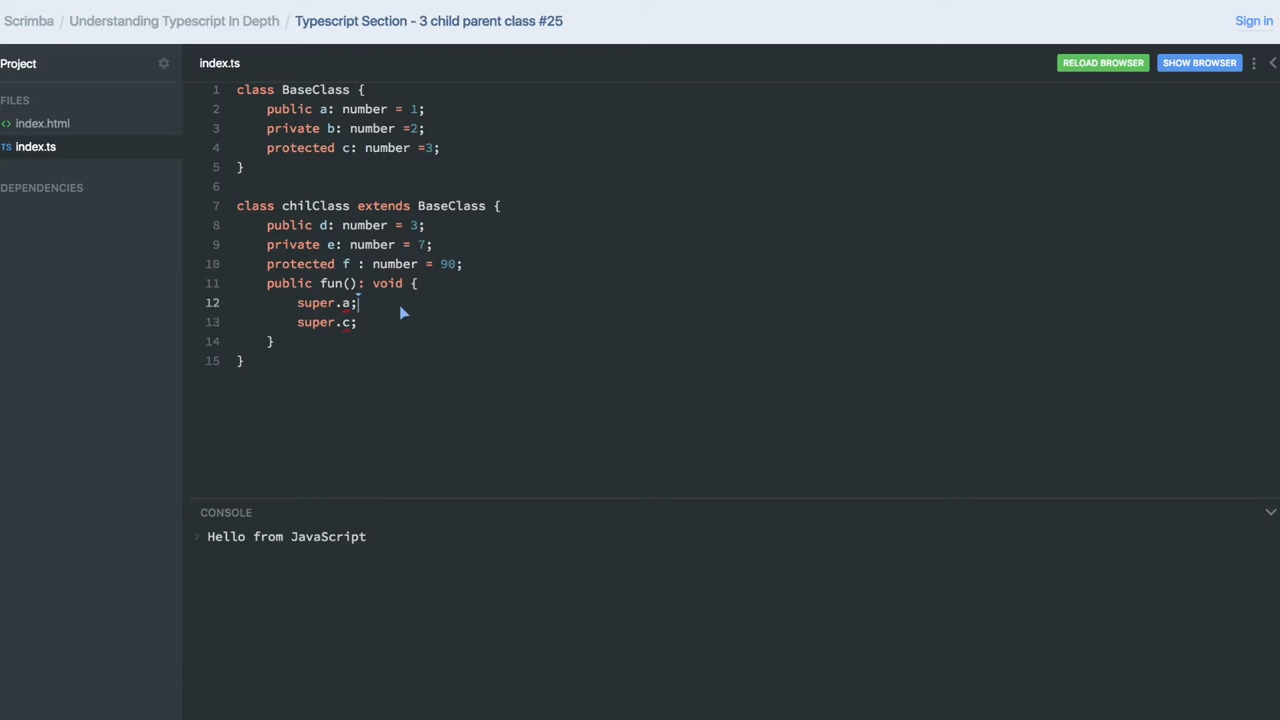 Scrimba / Understanding Typescript In Depth / Typescript Section - 3 child parent class #25
Sign in
Project
index.ts
RELOAD BROWSER
SHOW BROWSER
FILES
<> index.html
TS index.ts
DEPENDENCIES
1 class BaseClass {
2 public a: number = 1;
3 private b: number =2;
4 protected c: number =3;
5 }
6
7 class chilClass extends BaseClass {
8 public d: number = 3;
9 private e: number = 7;
10 protected f : number = 90;
11 public fun(): void {
12 super.a;
13 super.c;
14 }
15 }
CONSOLE
> Hello from JavaScript